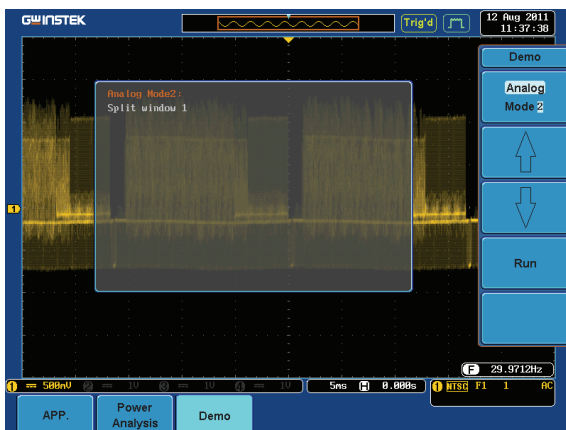 GWINSTEK
Trig'd
12 Aug 2011
11:37:38
Demo
Analog
Mode 2
Run
Analog Mode2:
Split window 1
1
F 29.9712Hz
1 500mV 2 1V 3 1V 4 1V
5ms H 0.000s
1 NTSC F1 1 AC
APP.
Power
Analysis
Demo